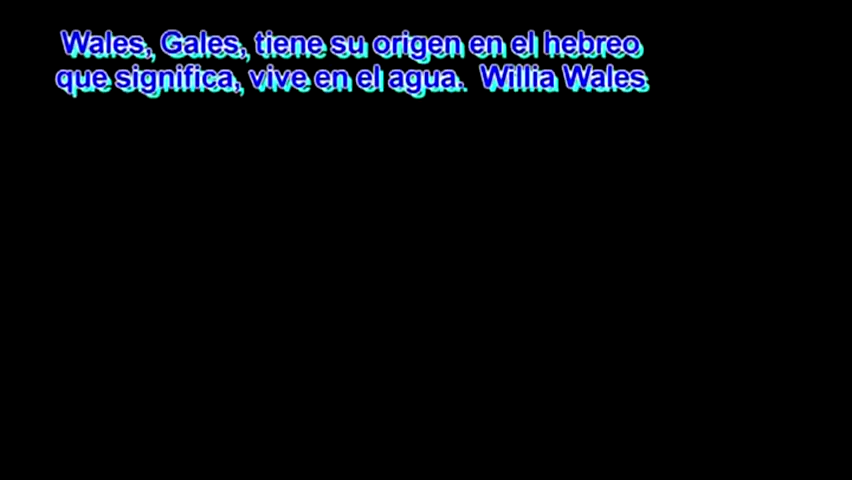 Wales, Gales, tiene su origen en el hebreo
que significa, vive en el agua. Willia Wales